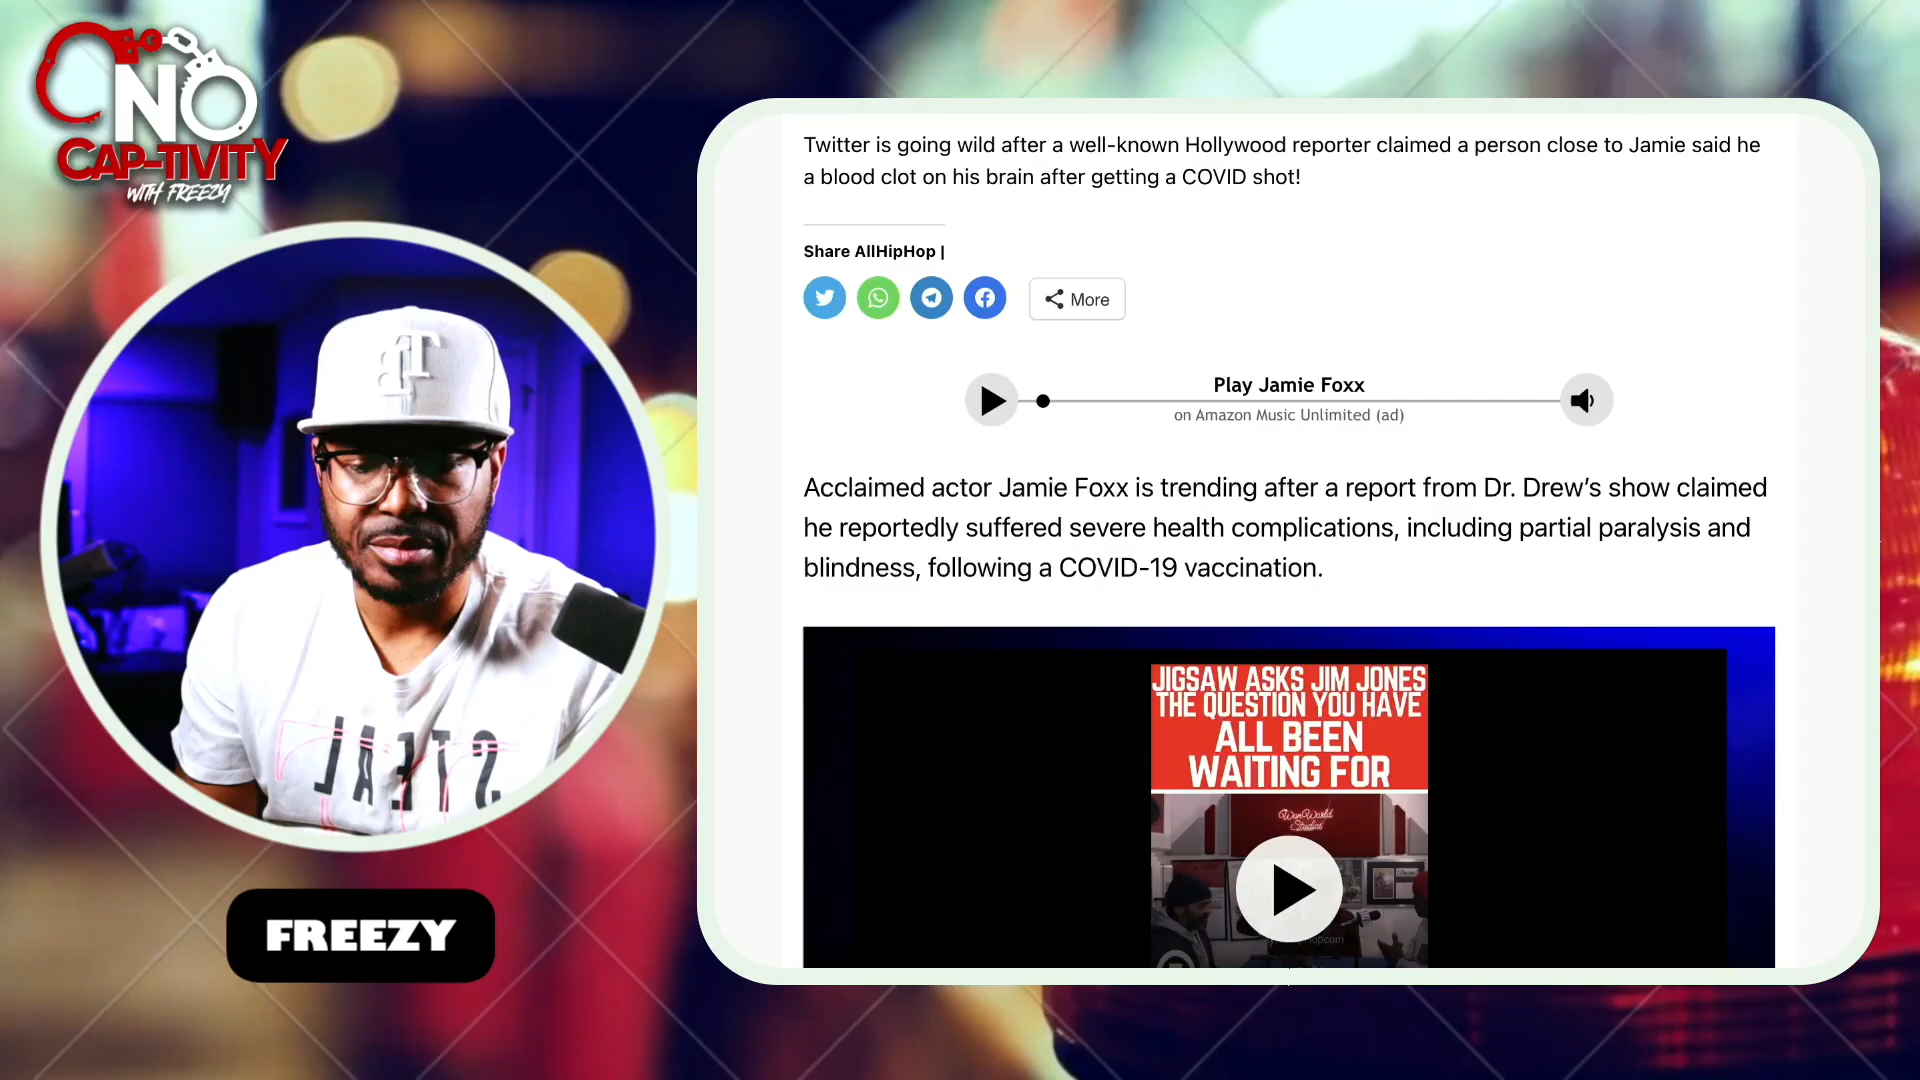 NO
CAP-TIVITY
WITH FREEZY
FREEZY
Twitter is going wild after a well-known Hollywood reporter claimed a person close to Jamie said he
a blood clot on his brain after getting a COVID shot!
Share AllHipHop |
More
Play Jamie Foxx
on Amazon Music Unlimited (ad)
Acclaimed actor Jamie Foxx is trending after a report from Dr. Drew’s show claimed
he reportedly suffered severe health complications, including partial paralysis and
blindness, following a COVID-19 vaccination.
JIGSAW ASKS JIM JONES
THE QUESTION YOU HAVE
ALL BEEN
WAITING FOR
WanWorld
Studios
STEAL